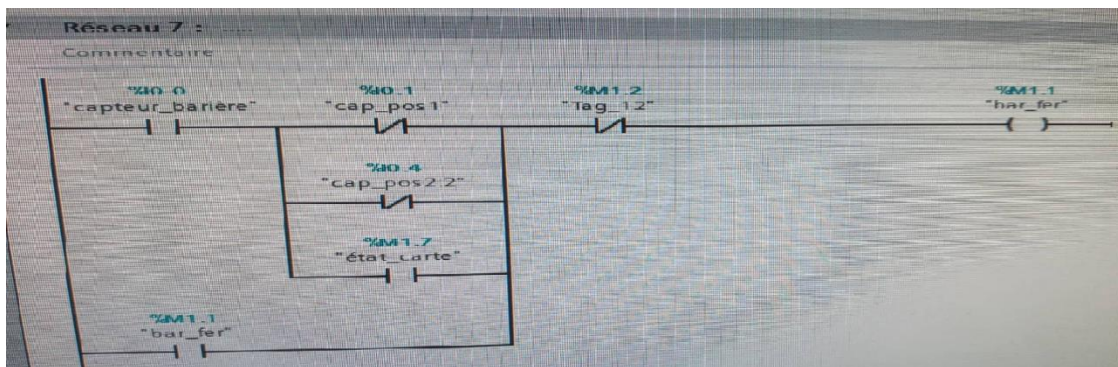 Réseau 7 : .....
Commentaire
%I0.0
"capteur_barière"
%I0.1
"cap_pos1"
%M1.2
"Tag_12"
%M1.1
"bar_fer"
%I0.4
"cap_pos2.2"
%M1.7
"état_carte"
%M1.1
"bar_fer"